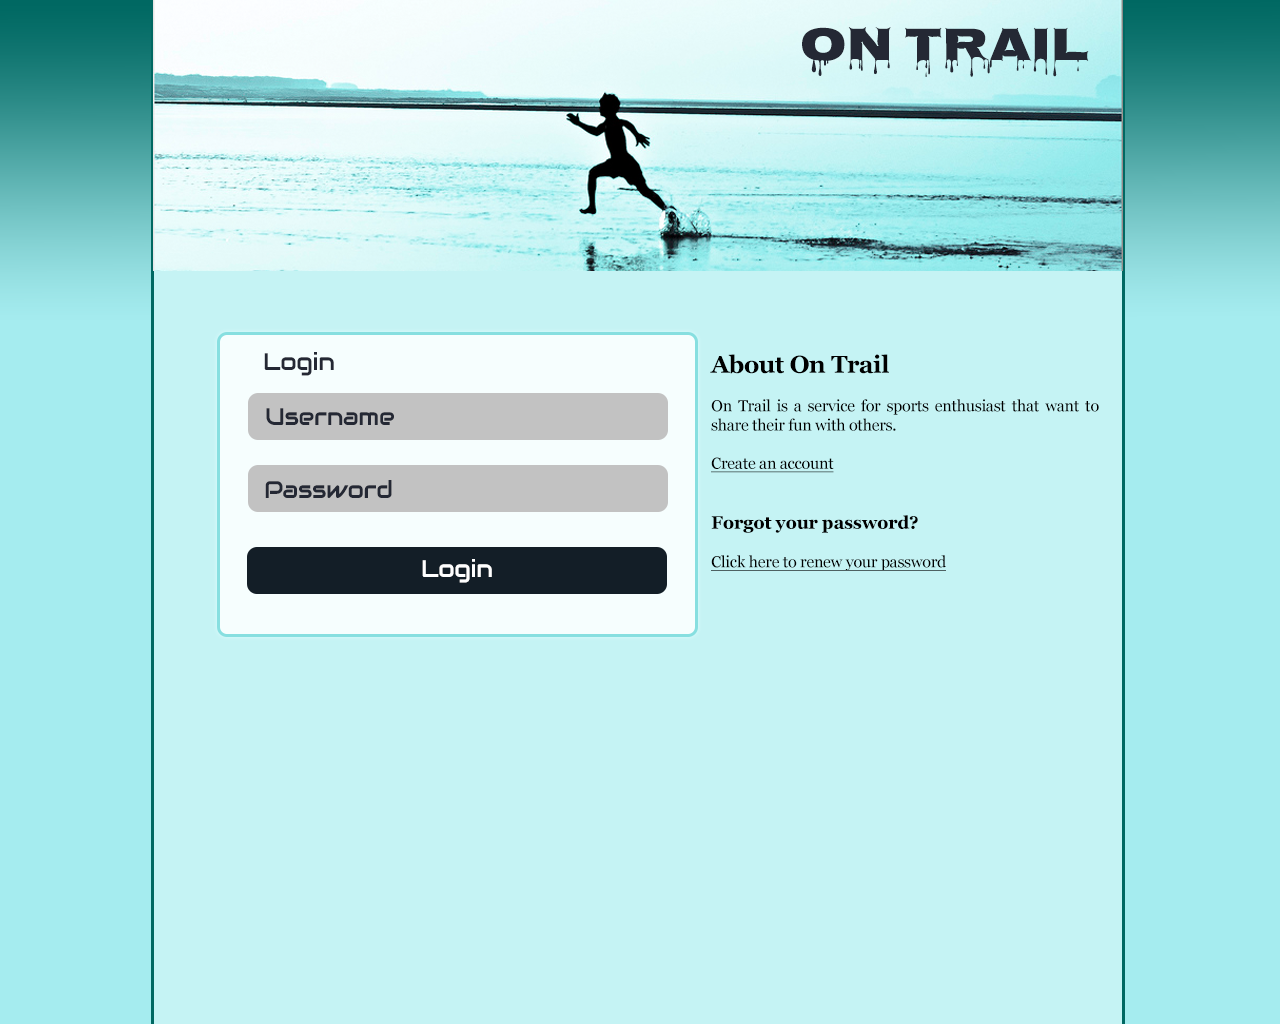 ON TRAIL
Login
Username
Password
Login
About On Trail
On Trail is a service for sports enthusiast that want to
share their fun with others.
Create an account
Forgot your password?
Click here to renew your password